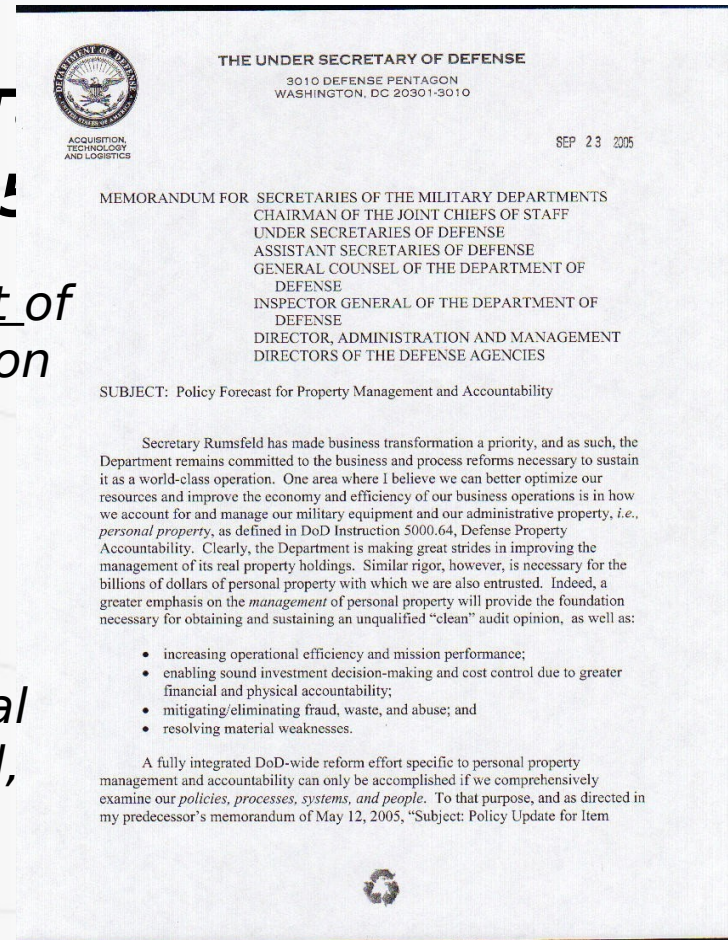 THE UNDER SECRETARY OF DEFENSE
3010 DEFENSE PENTAGON
WASHINGTON, DC 20301-3010
DEPARTMENT OF DEFENSE
UNITED STATES OF AMERICA
ACQUISITION,
TECHNOLOGY
AND LOGISTICS
SEP 23 2005
MEMORANDUM FOR SECRETARIES OF THE MILITARY DEPARTMENTS
CHAIRMAN OF THE JOINT CHIEFS OF STAFF
UNDER SECRETARIES OF DEFENSE
ASSISTANT SECRETARIES OF DEFENSE
GENERAL COUNSEL OF THE DEPARTMENT OF
DEFENSE
INSPECTOR GENERAL OF THE DEPARTMENT OF
DEFENSE
DIRECTOR, ADMINISTRATION AND MANAGEMENT
DIRECTORS OF THE DEFENSE AGENCIES
SUBJECT: Policy Forecast for Property Management and Accountability
Secretary Rumsfeld has made business transformation a priority, and as such, the
Department remains committed to the business and process reforms necessary to sustain
it as a world-class operation. One area where I believe we can better optimize our
resources and improve the economy and efficiency of our business operations is in how
we account for and manage our military equipment and our administrative property, i.e.,
personal property, as defined in DoD Instruction 5000.64, Defense Property
Accountability. Clearly, the Department is making great strides in improving the
management of its real property holdings. Similar rigor, however, is necessary for the
billions of dollars of personal property with which we are also entrusted. Indeed, a
greater emphasis on the management of personal property will provide the foundation
necessary for obtaining and sustaining an unqualified “clean” audit opinion, as well as:
• increasing operational efficiency and mission performance;
• enabling sound investment decision-making and cost control due to greater
financial and physical accountability;
• mitigating/eliminating fraud, waste, and abuse; and
• resolving material weaknesses.
A fully integrated DoD-wide reform effort specific to personal property
management and accountability can only be accomplished if we comprehensively
examine our policies, processes, systems, and people. To that purpose, and as directed in
my predecessor’s memorandum of May 12, 2005, “Subject: Policy Update for Item
5
of
on
al